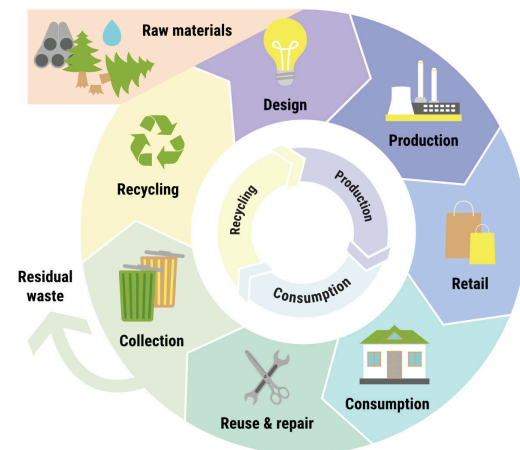 Raw materials
Design
Production
Retail
Consumption
Reuse & repair
Collection
Residual
waste
Recycling
Production
Consumption
Recycling